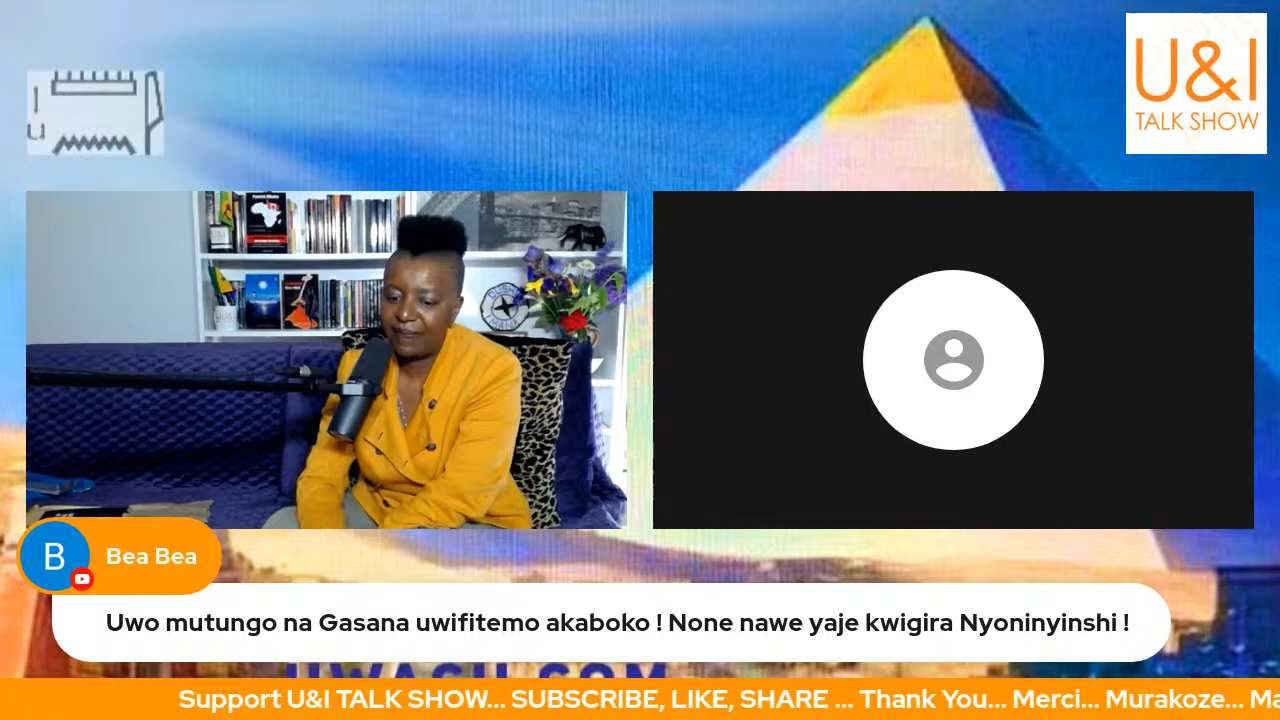 U&I
TALK SHOW
Bea Bea
Uwo mutungo na Gasana uwifitemo akaboko ! None nawe yaje kwigira Nyoninyinshi !
Support U&I TALK SHOW... SUBSCRIBE, LIKE, SHARE ... Thank You... Merci... Murakoze... Ma